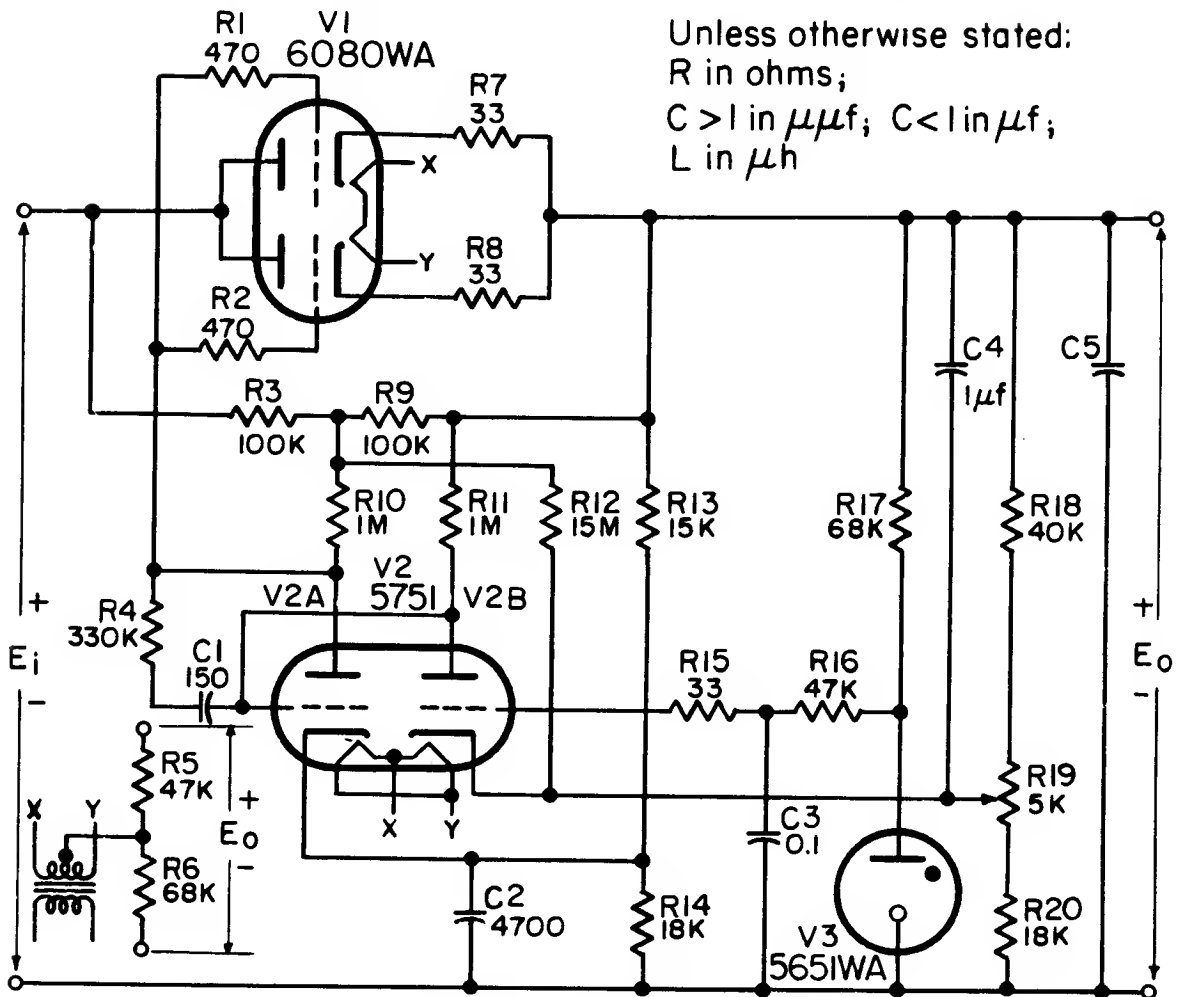 R1
470
V1
6080WA
Unless otherwise stated:
R in ohms;
C >1 in μμf; C<1 in μf;
L in μh
R7
33
X
Y
R8
33
R2
470
R3
100K
R9
100K
C4
1μf
C5
R10
1M
R11
1M
R12
15M
R13
15K
R17
68K
R18
40K
V2
5751
V2A
V2B
R4
330K
C1
150
+
Ei
-
+
Eo
-
R15
33
R16
47K
R5
47K
+
Eo
-
X
Y
R6
68K
X
Y
R19
5K
C3
0.1
C2
4700
R14
18K
V3
5651WA
R20
18K